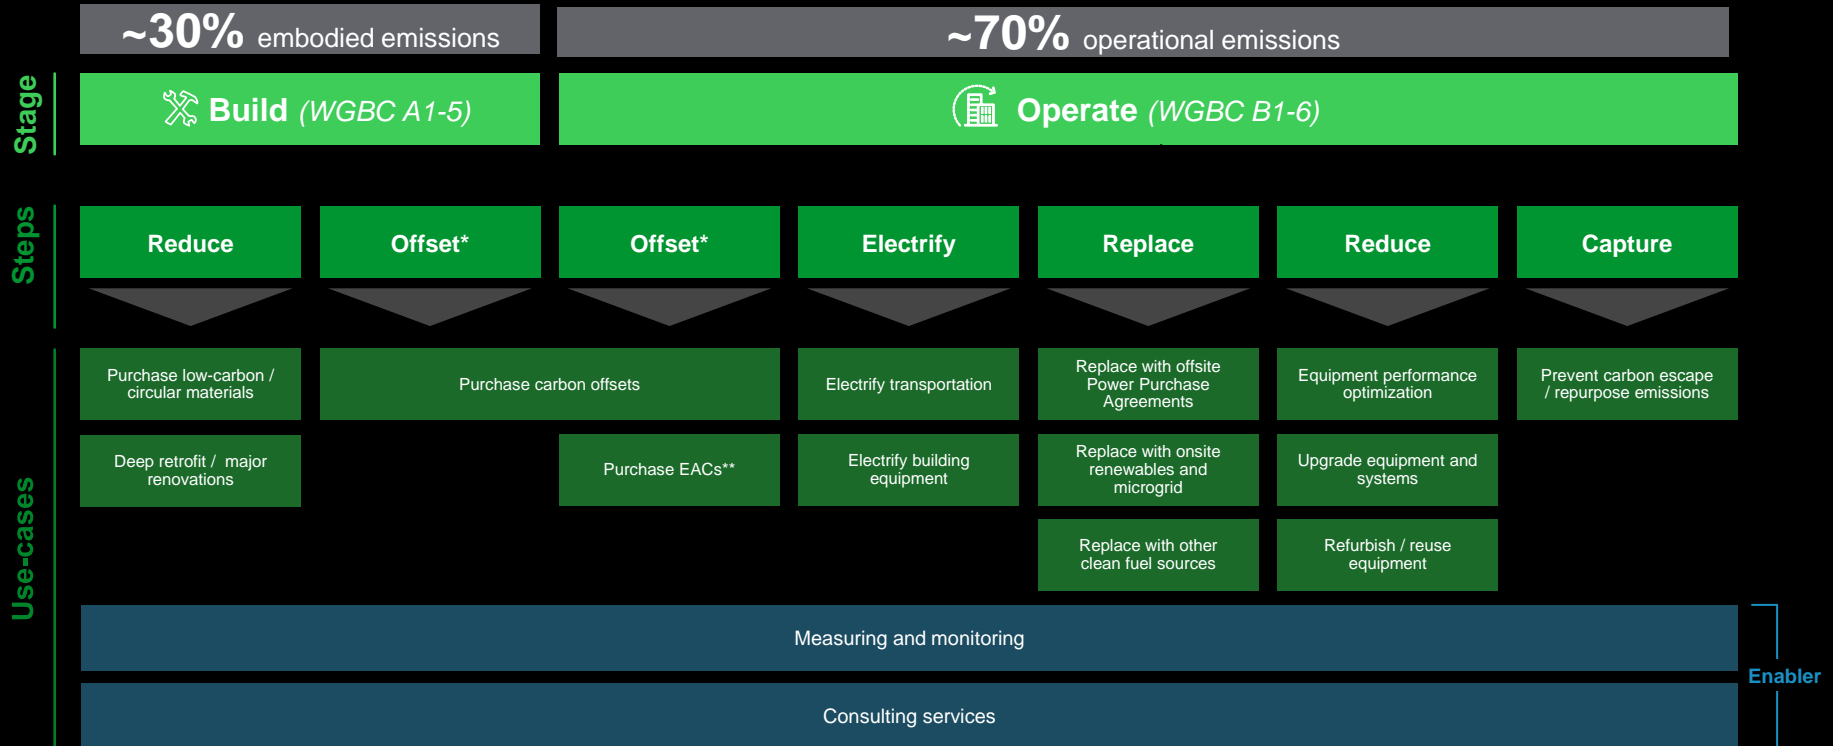 ~30% embodied emissions
~70% operational emissions
Stage
Build (WGBC A1-5)
Operate (WGBC B1-6)
Steps
Reduce
Offset*
Offset*
Electrify
Replace
Reduce
Capture
Use-cases
Purchase low-carbon /
circular materials
Purchase carbon offsets
Electrify transportation
Replace with offsite
Power Purchase
Agreements
Equipment performance
optimization
Prevent carbon escape
/ repurpose emissions
Deep retrofit / major
renovations
Purchase EACs**
Electrify building
equipment
Replace with onsite
renewables and
microgrid
Upgrade equipment and
systems
Replace with other
clean fuel sources
Refurbish / reuse
equipment
Measuring and monitoring
Enabler
Consulting services